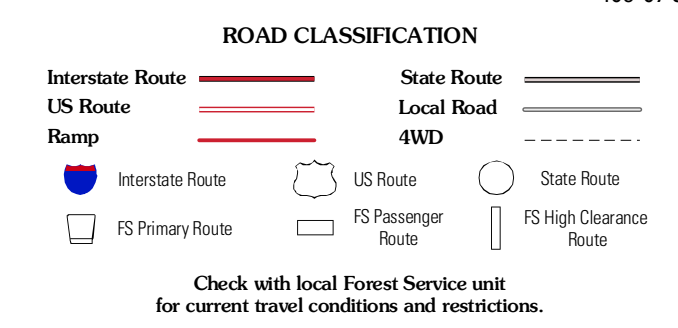 ROAD CLASSIFICATION
Interstate Route
State Route
US Route
Local Road
Ramp
4WD
Interstate Route
US Route
State Route
FS Primary Route
FS Passenger
Route
FS High Clearance
Route
Check with local Forest Service unit
for current travel conditions and restrictions.